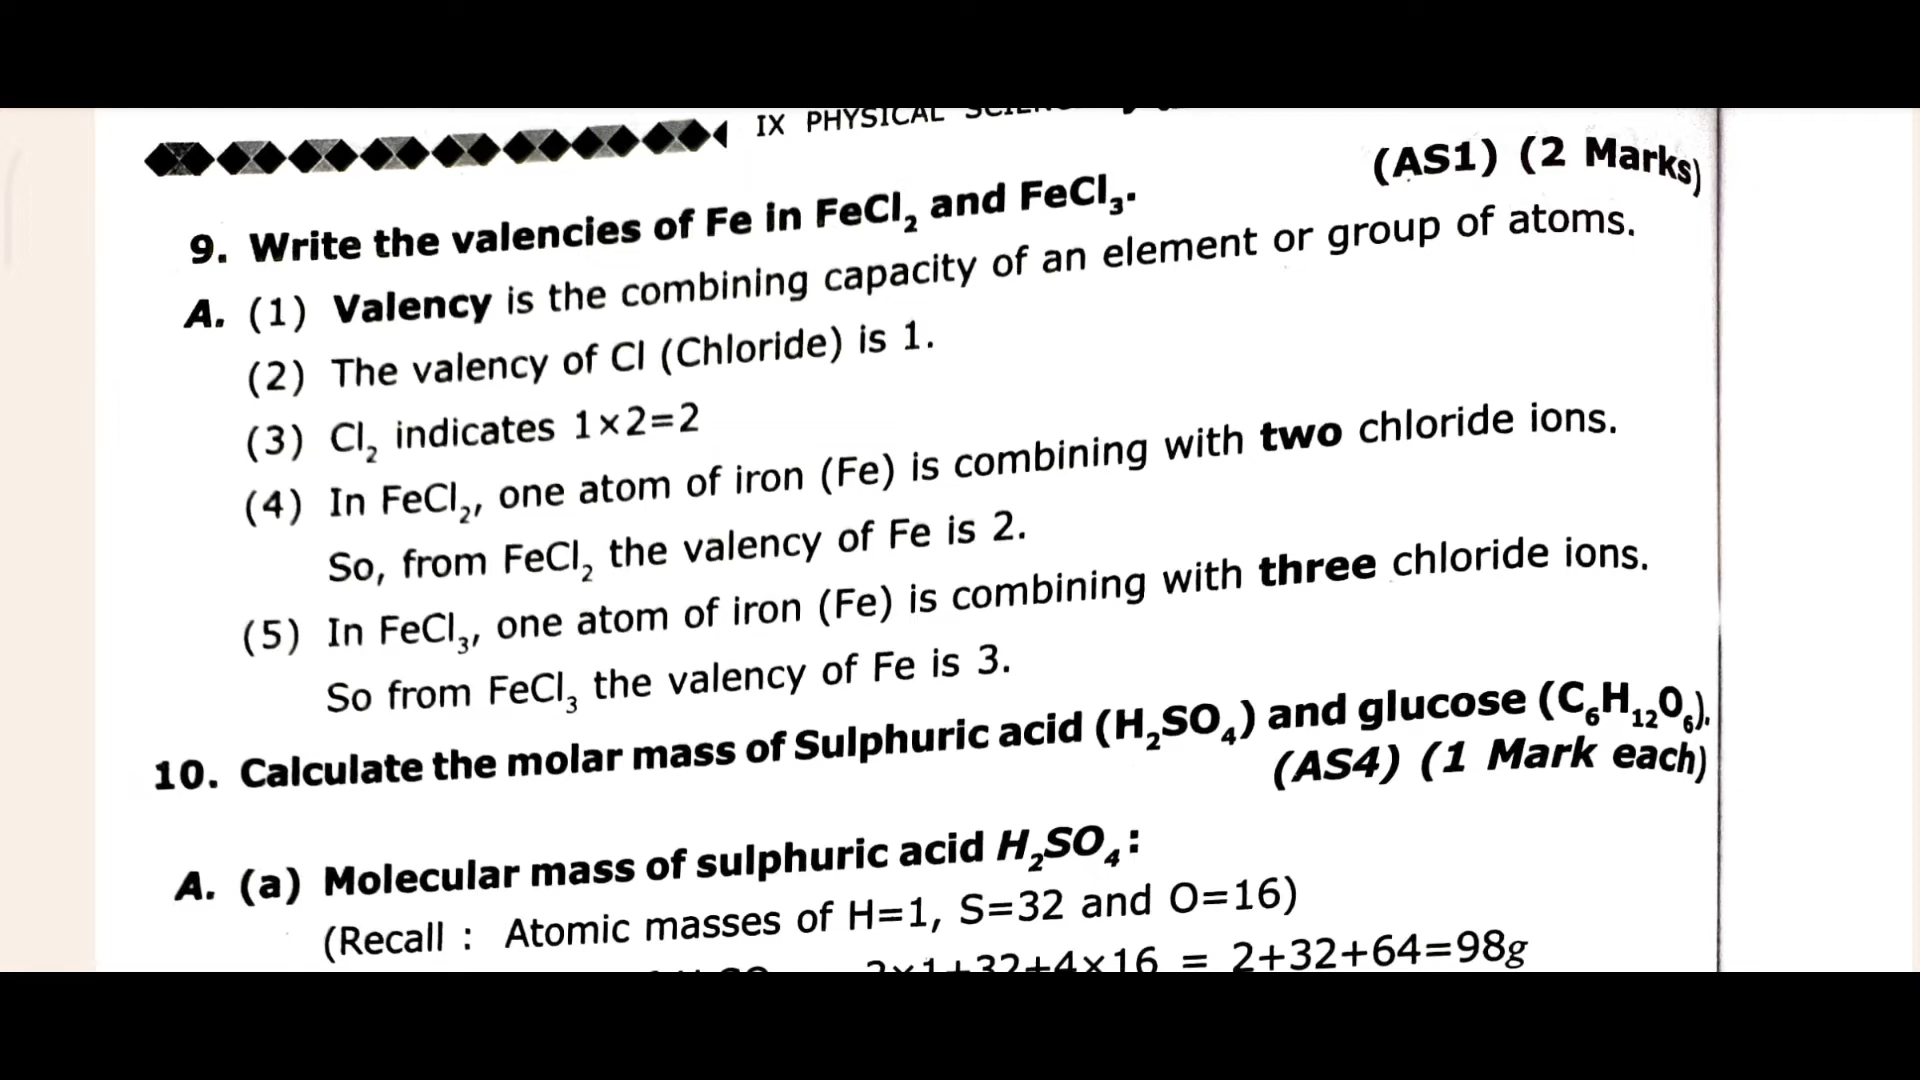 IX PHYSICAL
(AS1) (2 Marks)
9. Write the valencies of Fe in FeCl₂ and FeCl₃.
A. (1) Valency is the combining capacity of an element or group of atoms.
(2) The valency of Cl (Chloride) is 1.
(3) Cl₂ indicates 1×2=2
(4) In FeCl₂, one atom of iron (Fe) is combining with two chloride ions.
So, from FeCl₂ the valency of Fe is 2.
(5) In FeCl₃, one atom of iron (Fe) is combining with three chloride ions.
So from FeCl₃ the valency of Fe is 3.
10. Calculate the molar mass of Sulphuric acid (H₂SO₄) and glucose (C₆H₁₂O₆).
(AS4) (1 Mark each)
A. (a) Molecular mass of sulphuric acid H₂SO₄:
(Recall : Atomic masses of H=1, S=32 and O=16)
2×1+32+4×16 = 2+32+64=98g